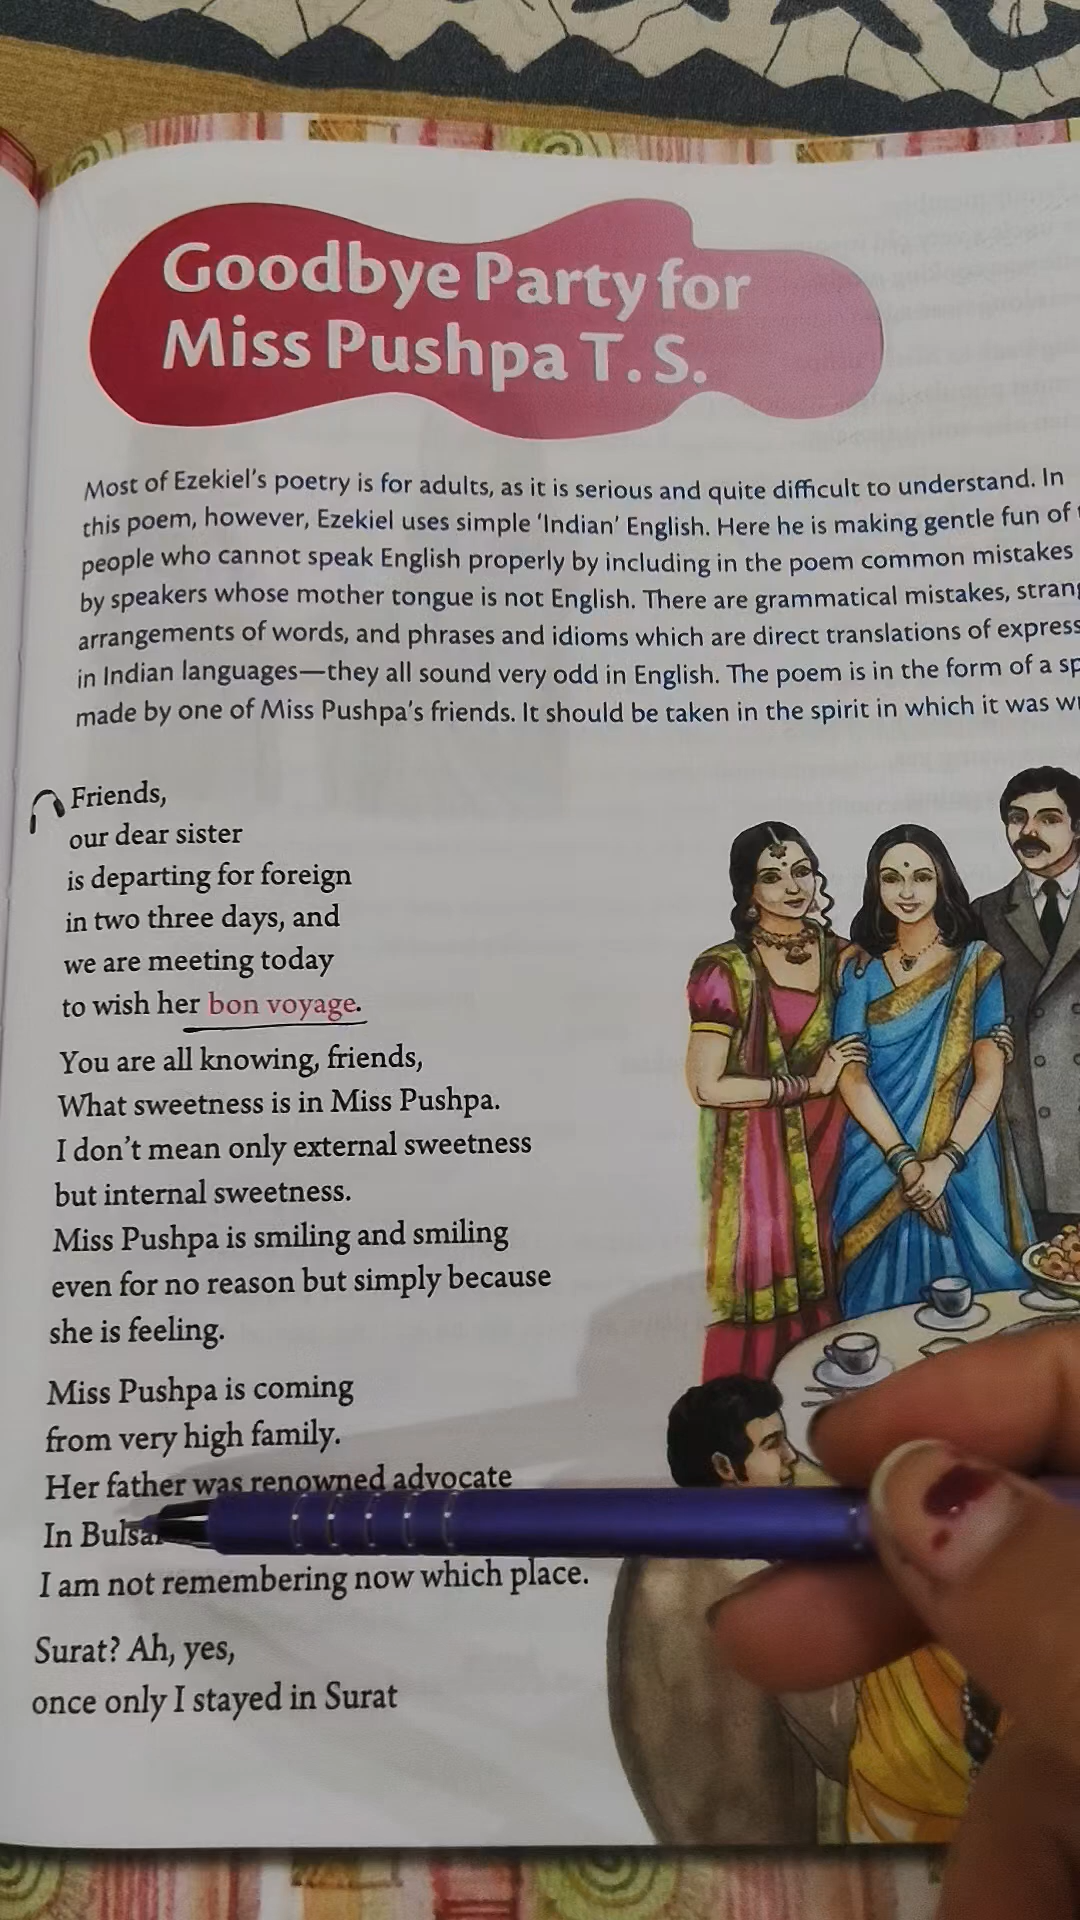 Goodbye Party for
Miss Pushpa T. S.
Most of Ezekiel's poetry is for adults, as it is serious and quite difficult to understand. In
this poem, however, Ezekiel uses simple 'Indian' English. Here he is making gentle fun of
people who cannot speak English properly by including in the poem common mistakes
by speakers whose mother tongue is not English. There are grammatical mistakes,
arrangements of words, and phrases and idioms which are direct translations of
in Indian languages—they all sound very odd in English. The poem is in the form of a
made by one of Miss Pushpa's friends. It should be taken in the spirit in which it was
Friends,
our dear sister
is departing for foreign
in two three days, and
we are meeting today
to wish her bon voyage.
You are all knowing, friends,
What sweetness is in Miss Pushpa.
I don't mean only external sweetness
but internal sweetness.
Miss Pushpa is smiling and smiling
even for no reason but simply because
she is feeling.
Miss Pushpa is coming
from very high family.
Her father was renowned advocate
In
I am not remembering now which place.
Surat? Ah, yes,
once only I stayed in Surat